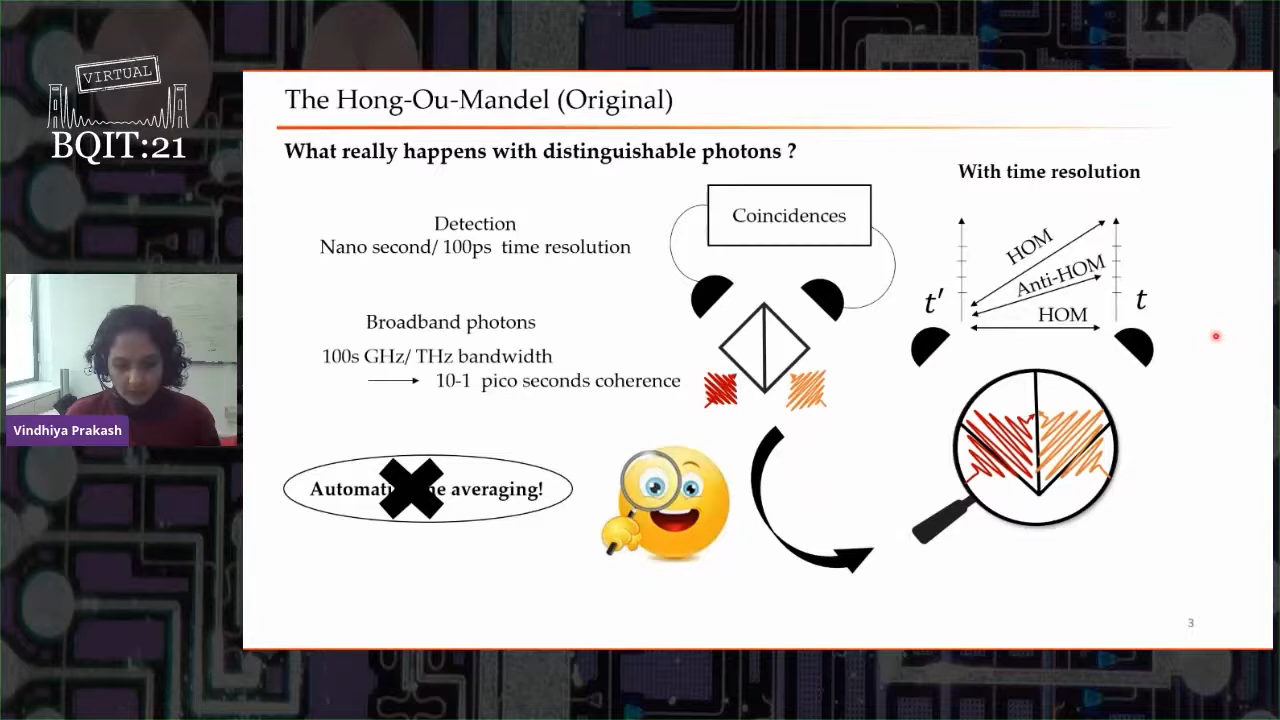 VIRTUAL
BQIT:21
The Hong-Ou-Mandel (Original)
What really happens with distinguishable photons ?
With time resolution
Detection
Nano second/ 100ps time resolution
Coincidences
HOM
Anti-HOM
HOM
t′
t
Broadband photons
100s GHz/ THz bandwidth
10-1 pico seconds coherence
Vindhiya Prakash
averaging!
3